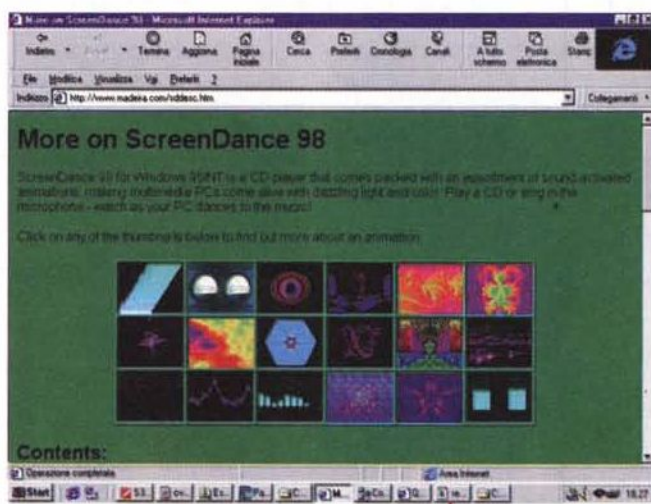 More on ScreenDance 98 - Microsoft Internet Explorer
Indietro Termina Aggiorna Pagina iniziale Cerca Preferiti Cronologia Canali A tutto schermo Posta elettronica Stampa
File Modifica Visualizza Vai Preferiti ?
Indirizzo http://www.madeira.com/sddesc.htm Collegamenti
More on ScreenDance 98
ScreenDance 98 for Windows 95/NT is a CD player that comes packed with an assortment of sound-activated
animations, making multimedia PCs come alive with dazzling light and color. Play a CD or sing in the
microphone - watch as your PC dances to the music!
Click on any of the thumbnails below to find out more about an animation.
Contents:
Operazione completata Area Internet
Start